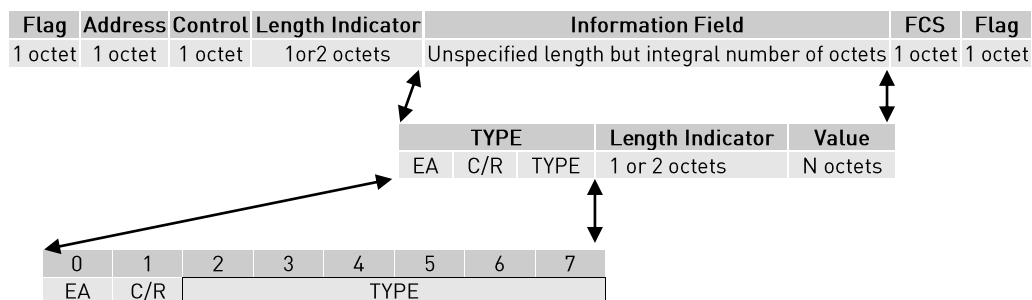 Flag Address Control Length Indicator Information Field FCS Flag
1 octet 1 octet 1 octet 1or2 octets Unspecified length but integral number of octets 1 octet 1 octet
TYPE Length Indicator Value
EA C/R TYPE 1 or 2 octets N octets
0 1 2 3 4 5 6 7
EA C/R TYPE